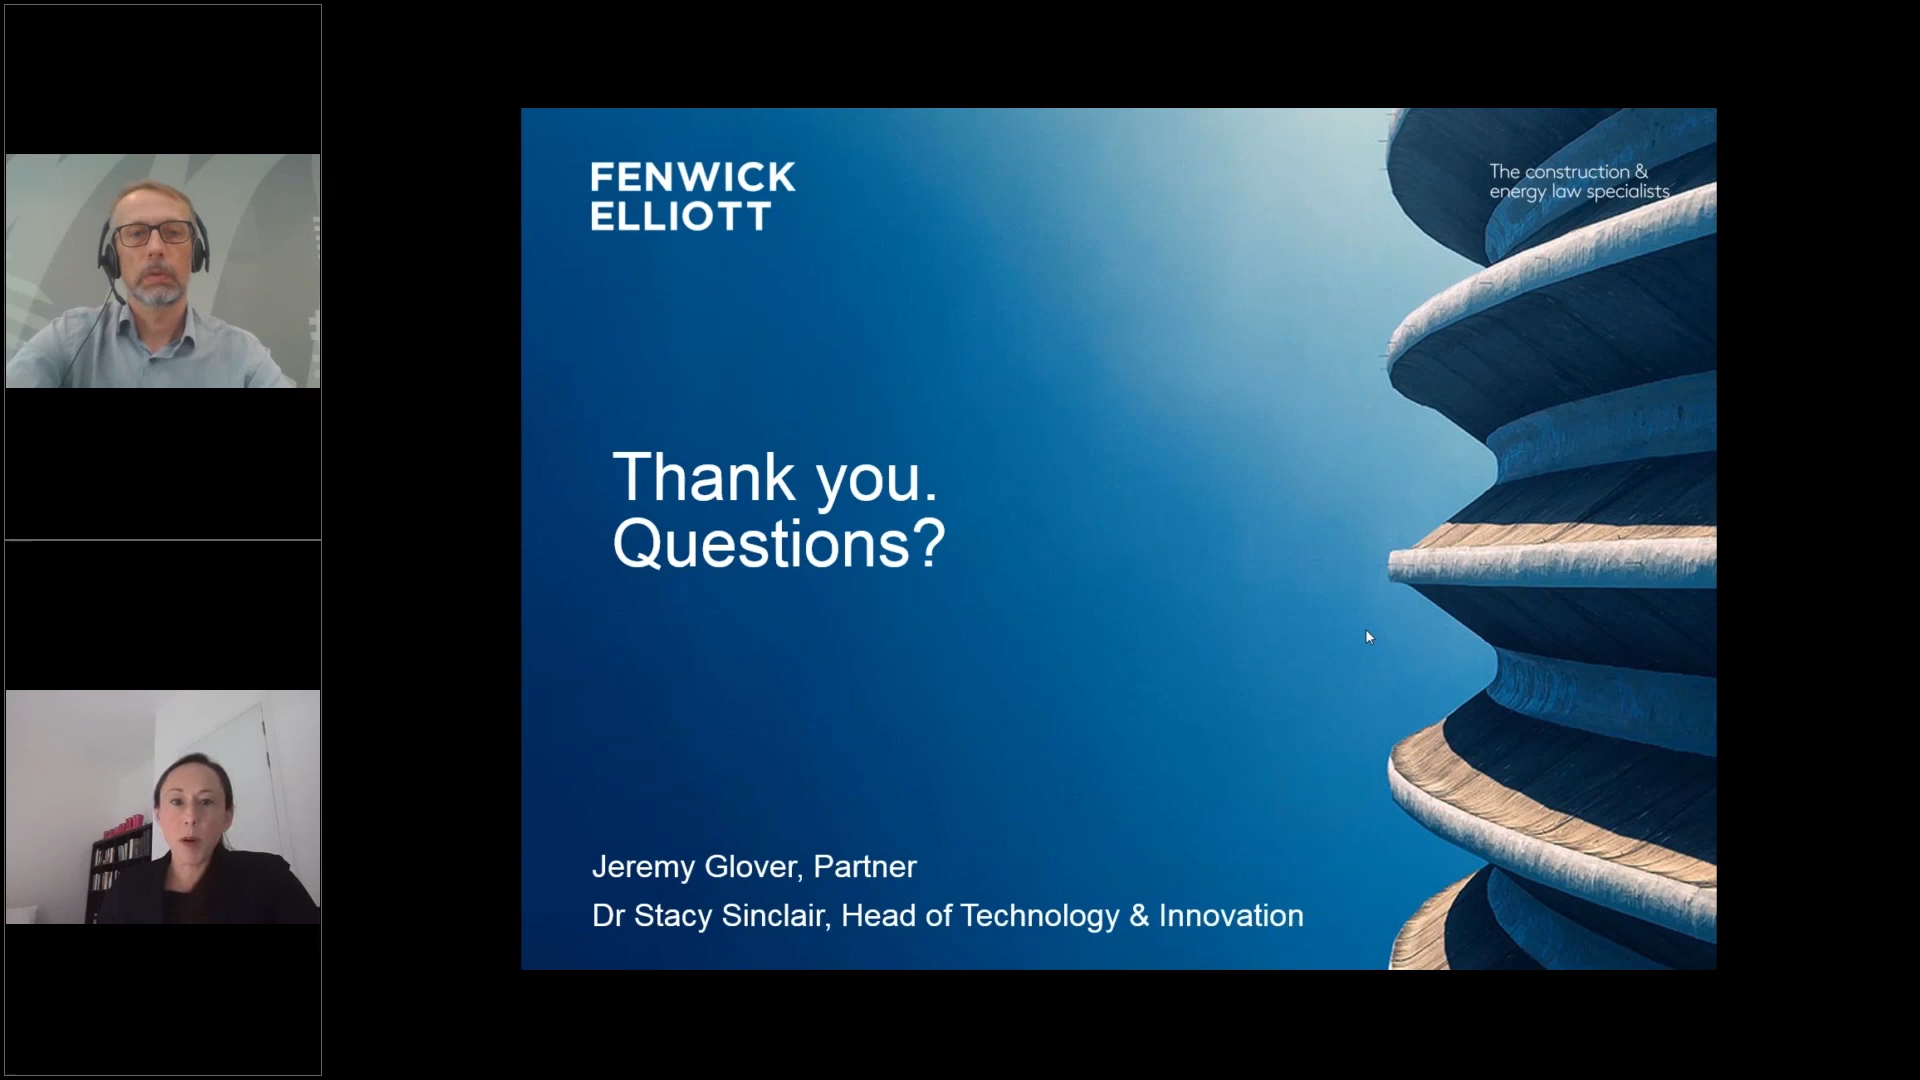 FENWICK
ELLIOTT
The construction &
energy law specialists
Thank you.
Questions?
Jeremy Glover, Partner
Dr Stacy Sinclair, Head of Technology & Innovation